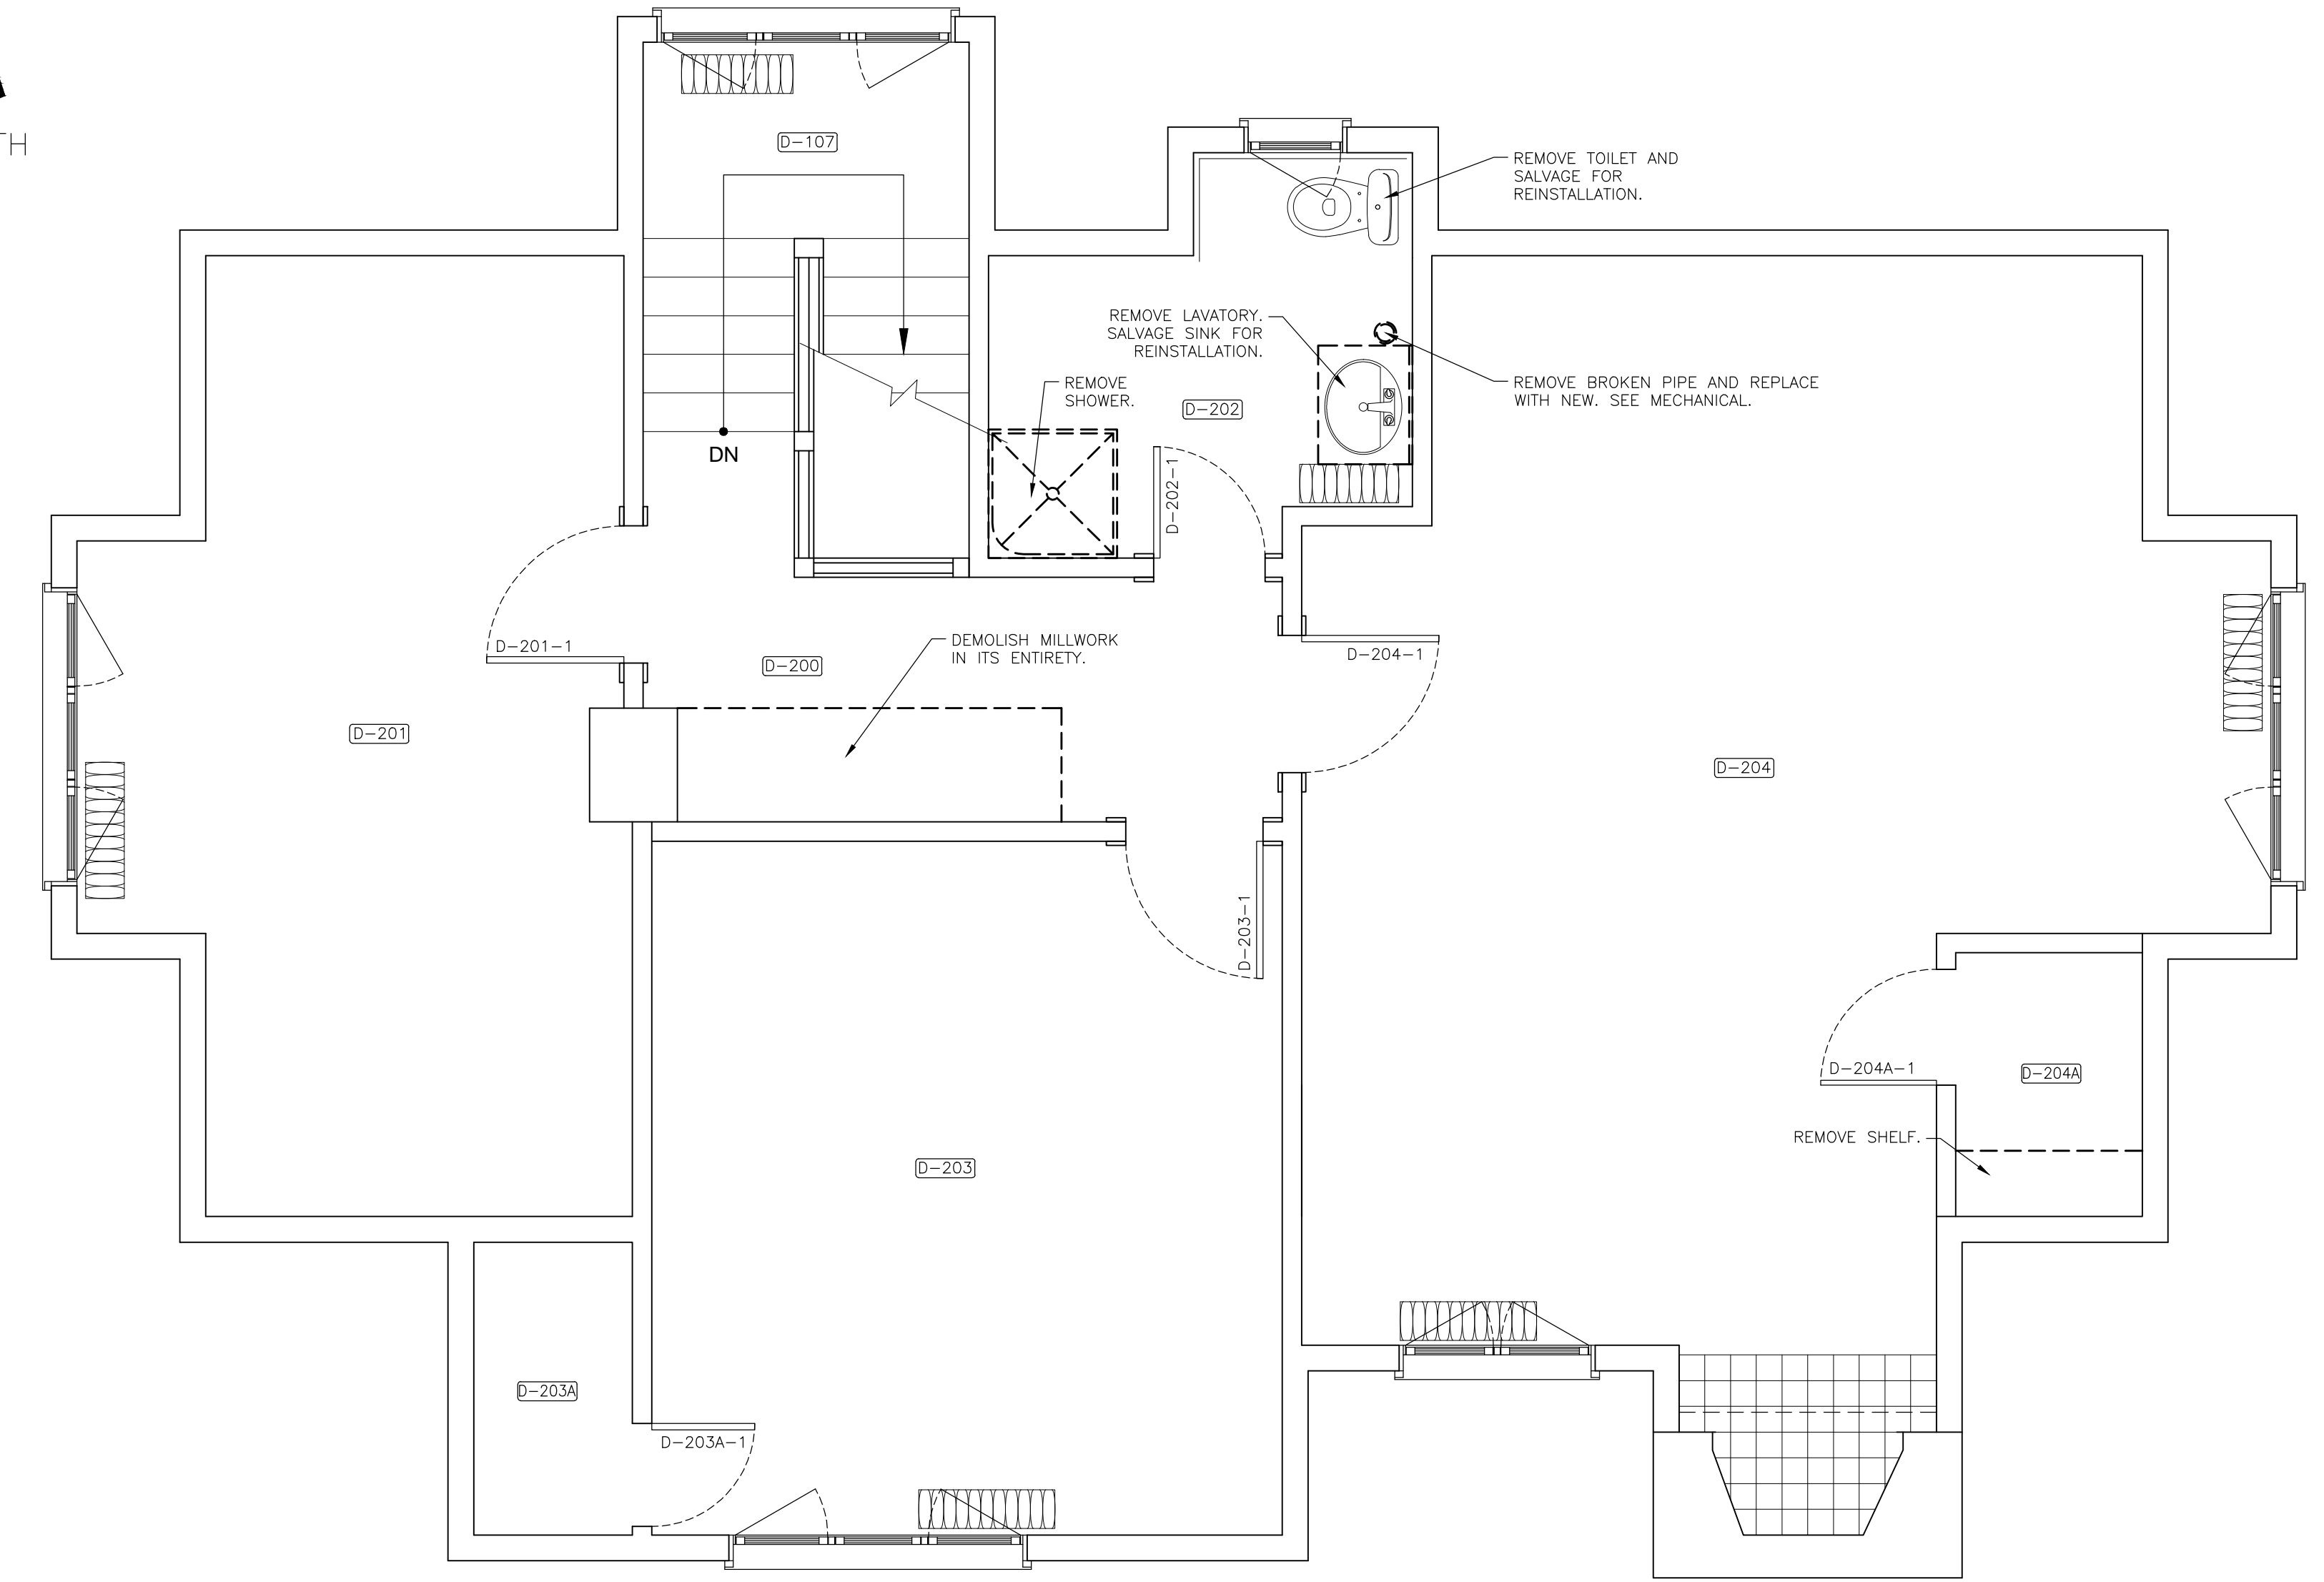 TH
D-107
REMOVE TOILET AND
SALVAGE FOR
REINSTALLATION.
REMOVE LAVATORY.
SALVAGE SINK FOR
REINSTALLATION.
REMOVE
SHOWER.
REMOVE BROKEN PIPE AND REPLACE
WITH NEW. SEE MECHANICAL.
D-202
DN
D-202-1
D-201-1
D-200
DEMOLISH MILLWORK
IN ITS ENTIRETY.
D-204-1
D-201
D-204
D-203-1
D-204A-1
D-204A
REMOVE SHELF.
D-203
D-203A
D-203A-1